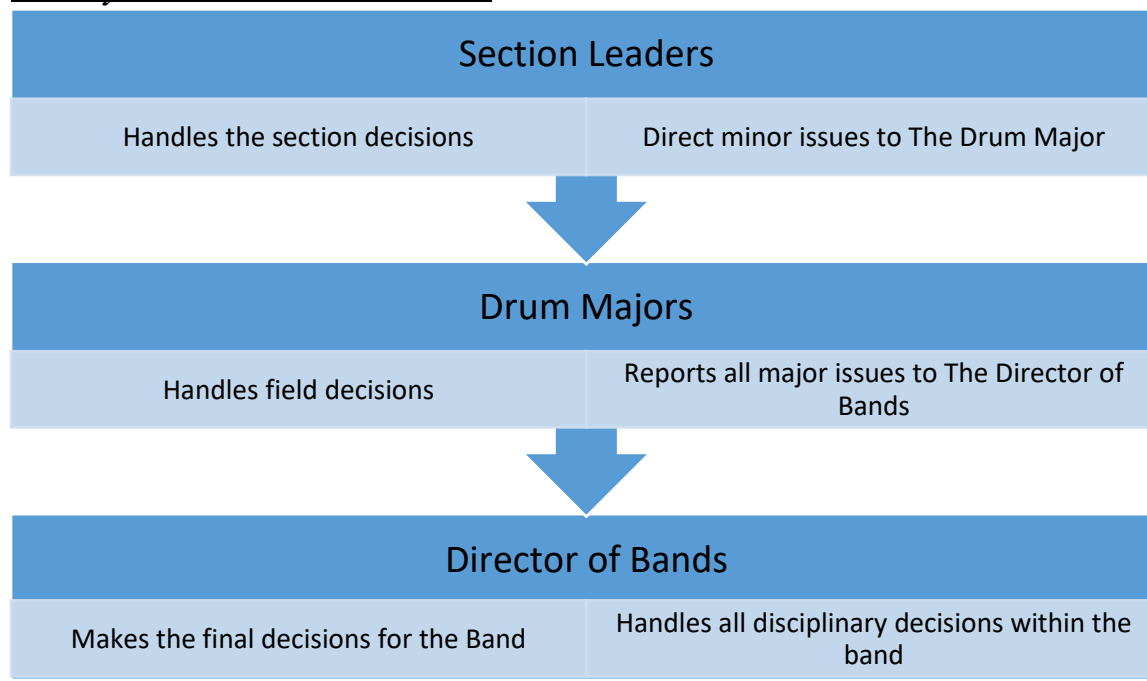 Section Leaders
Handles the section decisions
Direct minor issues to The Drum Major
Drum Majors
Handles field decisions
Reports all major issues to The Director of
Bands
Director of Bands
Makes the final decisions for the Band
Handles all disciplinary decisions within the
band